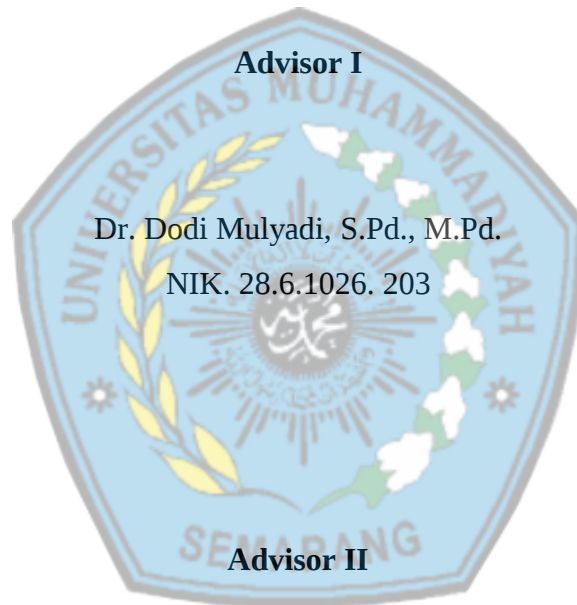 Advisor I
UNIVERSITAS MUHAMMADIYAH
Dr. Dodi Mulyadi, S.Pd., M.Pd.
NIK. 28.6.1026. 203
SEMARANG
Advisor II